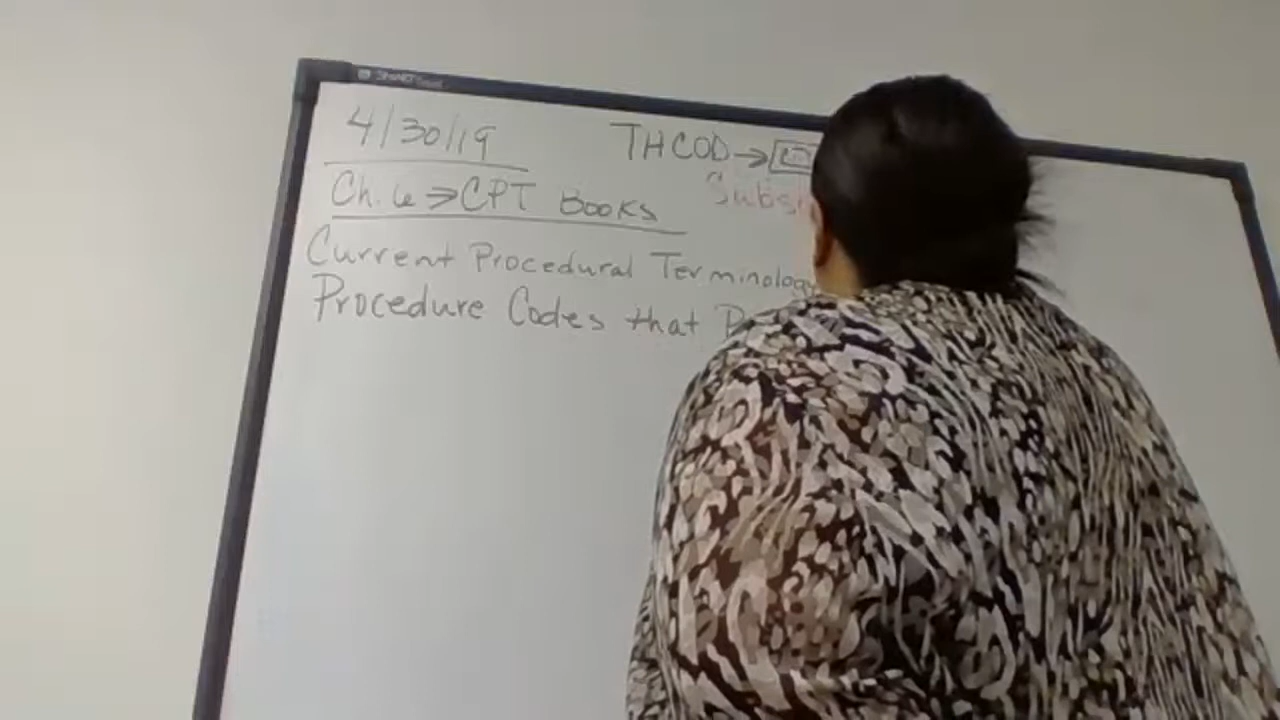 4/30/19
THCOD →
Ch. 6 → CPT Books
Current Procedural Terminology
Procedure Codes that